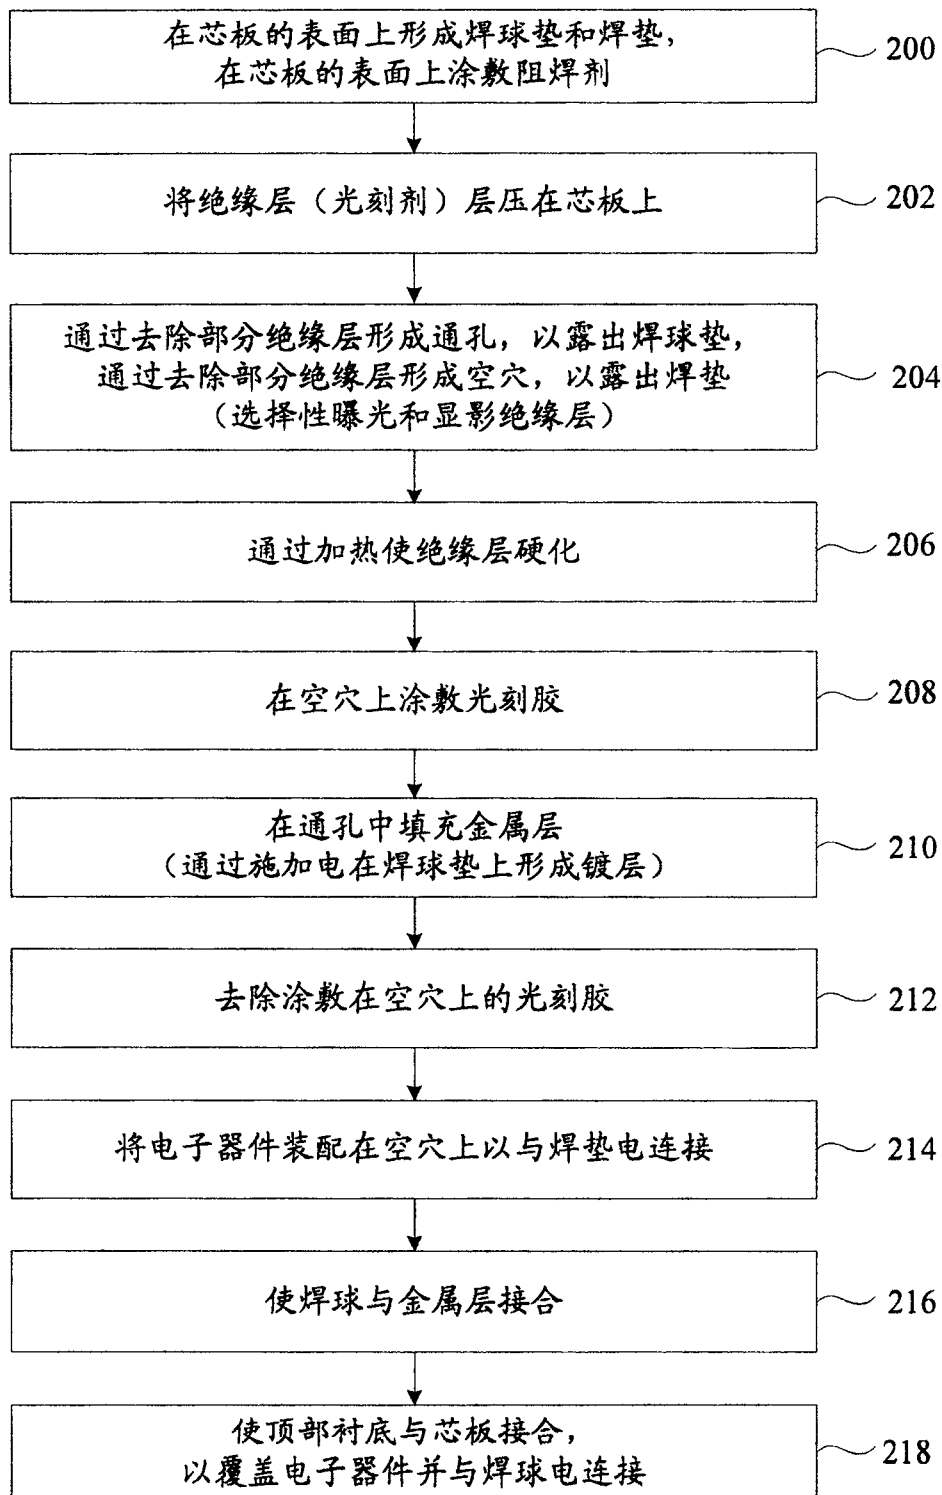 在芯板的表面上形成焊球垫和焊垫，
在芯板的表面上涂敷阻焊剂
200
将绝缘层（光刻剂）层压在芯板上
202
通过去除部分绝缘层形成通孔，以露出焊球垫，
通过去除部分绝缘层形成空穴，以露出焊垫
（选择性曝光和显影绝缘层）
204
通过加热使绝缘层硬化
206
在空穴上涂敷光刻胶
208
在通孔中填充金属层
（通过施加电在焊球垫上形成镀层）
210
去除涂敷在空穴上的光刻胶
212
将电子器件装配在空穴上以与焊垫电连接
214
使焊球与金属层接合
216
使顶部衬底与芯板接合，
以覆盖电子器件并与焊球电连接
218